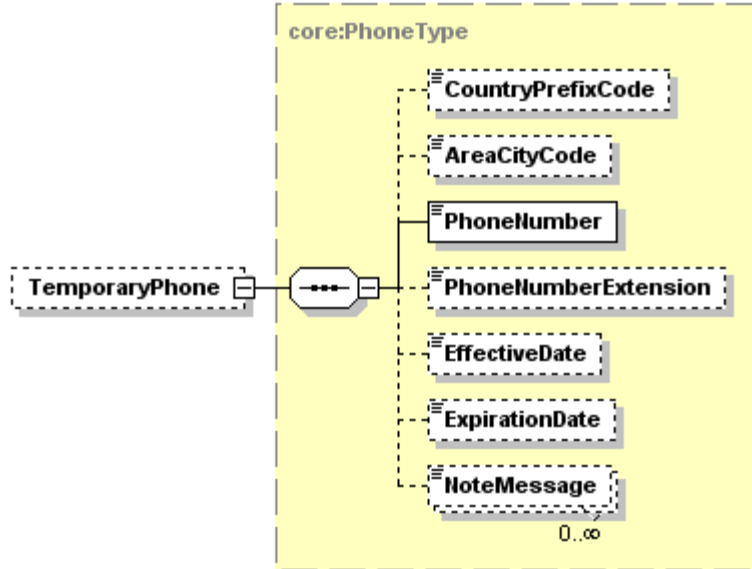 core:PhoneType
CountryPrefixCode
AreaCityCode
PhoneNumber
TemporaryPhone
PhoneNumberExtension
EffectiveDate
ExpirationDate
NoteMessage
0..∞